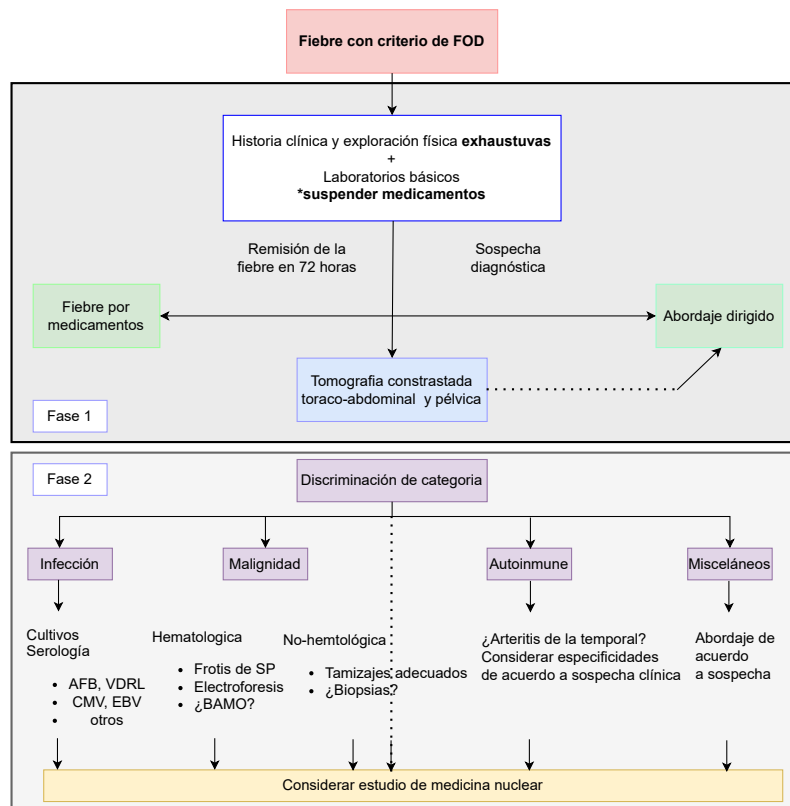 Fiebre con criterio de FOD
Historia clínica y exploración física exhaustuvas
+
Laboratorios básicos
*suspender medicamentos
Remisión de la
fiebre en 72 horas
Sospecha
diagnóstica
Fiebre por
medicamentos
Abordaje dirigido
Tomografia constrastada
toraco-abdominal y pélvica
Fase 1
Fase 2
Discriminación de categoria
Infección
Malignidad
Autoinmune
Misceláneos
Cultivos
Serología
• AFB, VDRL
• CMV, EBV
• otros
Hematologica
• Frotis de SP
• Electroforesis
• ¿BAMO?
No-hemtológica
• Tamizajes adecuados
• ¿Biopsias?
¿Arteritis de la temporal?
Considerar especificidades
de acuerdo a sospecha clínica
Abordaje de
acuerdo
a sospecha
Considerar estudio de medicina nuclear